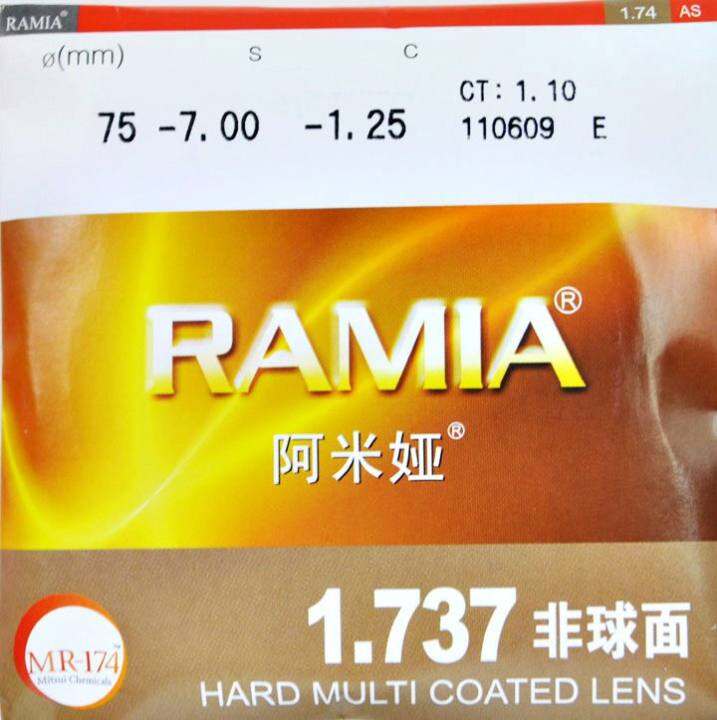 RAMIA® 1.74 AS
ø(mm) S C
CT: 1.10
75 -7.00 -1.25 110609 E
RAMIA®
阿米娅®
1.737 非球面
MR-174™
Mitsui Chemicals
HARD MULTI COATED LENS